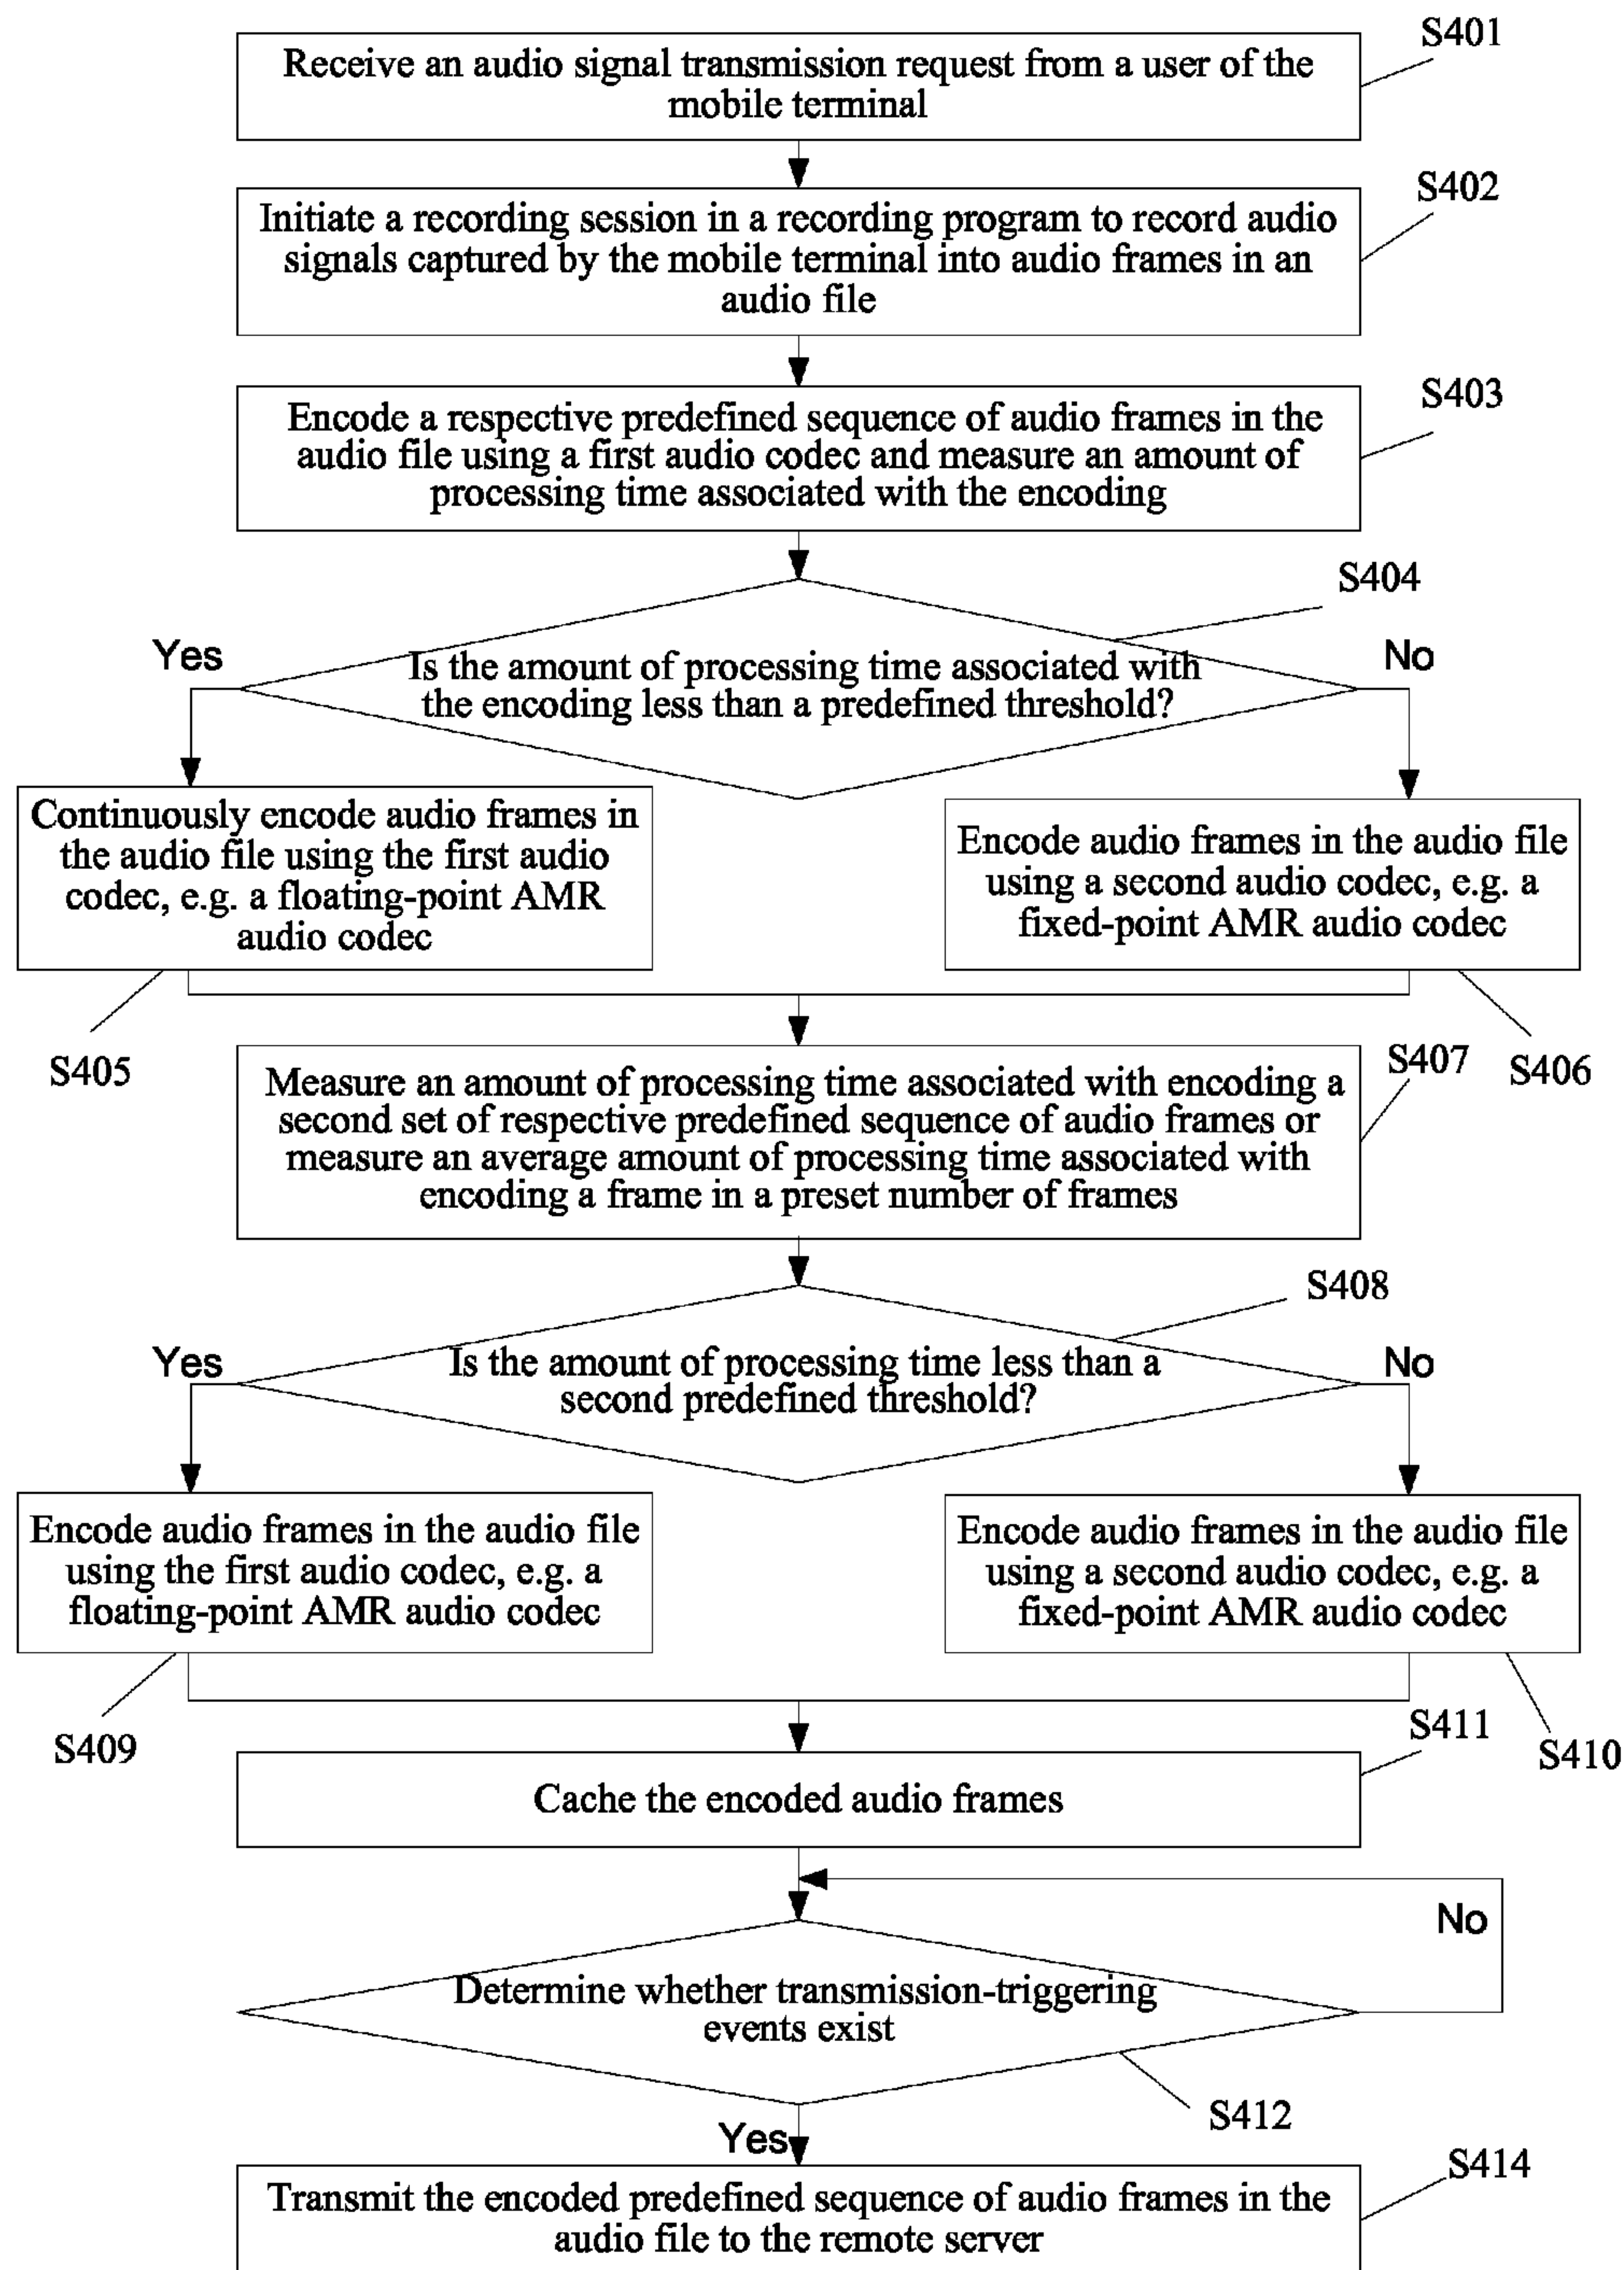 S401
Receive an audio signal transmission request from a user of the
mobile terminal
S402
Initiate a recording session in a recording program to record audio
signals captured by the mobile terminal into audio frames in an
audio file
S403
Encode a respective predefined sequence of audio frames in the
audio file using a first audio codec and measure an amount of
processing time associated with the encoding
S404
Yes
No
Is the amount of processing time associated with
the encoding less than a predefined threshold?
Continuously encode audio frames in
the audio file using the first audio
codec, e.g. a floating-point AMR
audio codec
Encode audio frames in the audio file
using a second audio codec, e.g. a
fixed-point AMR audio codec
S405
S406
S407
Measure an amount of processing time associated with encoding a
second set of respective predefined sequence of audio frames or
measure an average amount of processing time associated with
encoding a frame in a preset number of frames
S408
Yes
No
Is the amount of processing time less than a
second predefined threshold?
Encode audio frames in the audio file
using the first audio codec, e.g. a
floating-point AMR audio codec
Encode audio frames in the audio file
using a second audio codec, e.g. a
fixed-point AMR audio codec
S409
S410
S411
Cache the encoded audio frames
No
Determine whether transmission-triggering
events exist
S412
Yes
S414
Transmit the encoded predefined sequence of audio frames in the
audio file to the remote server